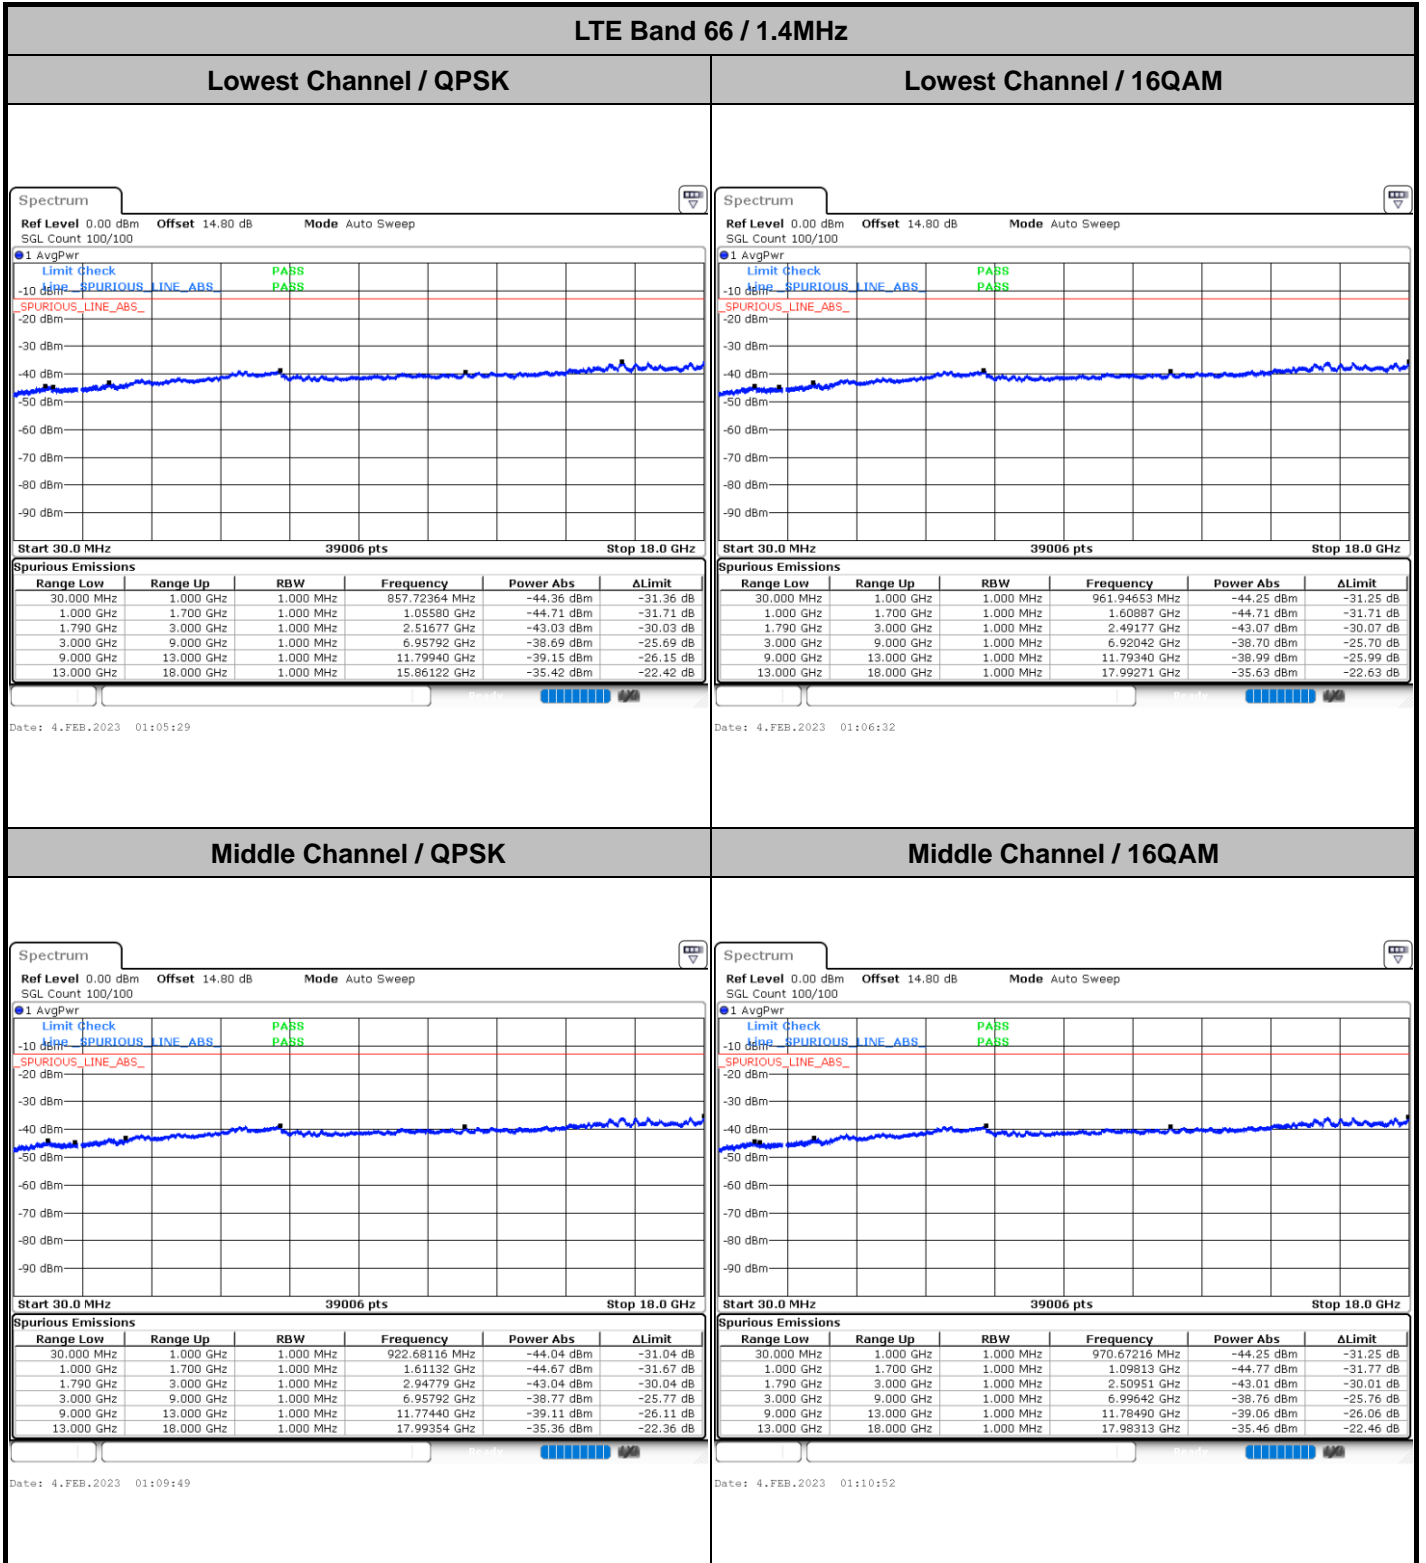 LTE Band 66 / 1.4MHz
Lowest Channel / QPSK
Lowest Channel / 16QAM
Spectrum
Ref Level 0.00 dBm Offset 14.80 dB Mode Auto Sweep
SGL Count 100/100
1 AvgPwr
Limit Check PASS
Line _SPURIOUS_LINE_ABS_ PASS
-10 dBm
_SPURIOUS_LINE_ABS_
-20 dBm
-30 dBm
-40 dBm
-50 dBm
-60 dBm
-70 dBm
-80 dBm
-90 dBm
Start 30.0 MHz 39006 pts Stop 18.0 GHz
Spurious Emissions
Range Low Range Up RBW Frequency Power Abs ΔLimit
30.000 MHz 1.000 GHz 1.000 MHz 857.72364 MHz -44.36 dBm -31.36 dB
1.000 GHz 1.700 GHz 1.000 MHz 1.05580 GHz -44.71 dBm -31.71 dB
1.790 GHz 3.000 GHz 1.000 MHz 2.51677 GHz -43.03 dBm -30.03 dB
3.000 GHz 9.000 GHz 1.000 MHz 6.95792 GHz -38.69 dBm -25.69 dB
9.000 GHz 13.000 GHz 1.000 MHz 11.79940 GHz -39.15 dBm -26.15 dB
13.000 GHz 18.000 GHz 1.000 MHz 15.86122 GHz -35.42 dBm -22.42 dB
Ready
Date: 4.FEB.2023 01:05:29
Spectrum
Ref Level 0.00 dBm Offset 14.80 dB Mode Auto Sweep
SGL Count 100/100
1 AvgPwr
Limit Check PASS
Line _SPURIOUS_LINE_ABS_ PASS
-10 dBm
_SPURIOUS_LINE_ABS_
-20 dBm
-30 dBm
-40 dBm
-50 dBm
-60 dBm
-70 dBm
-80 dBm
-90 dBm
Start 30.0 MHz 39006 pts Stop 18.0 GHz
Spurious Emissions
Range Low Range Up RBW Frequency Power Abs ΔLimit
30.000 MHz 1.000 GHz 1.000 MHz 961.94653 MHz -44.25 dBm -31.25 dB
1.000 GHz 1.700 GHz 1.000 MHz 1.60887 GHz -44.71 dBm -31.71 dB
1.790 GHz 3.000 GHz 1.000 MHz 2.49177 GHz -43.07 dBm -30.07 dB
3.000 GHz 9.000 GHz 1.000 MHz 6.92042 GHz -38.70 dBm -25.70 dB
9.000 GHz 13.000 GHz 1.000 MHz 11.79340 GHz -38.99 dBm -25.99 dB
13.000 GHz 18.000 GHz 1.000 MHz 17.99271 GHz -35.63 dBm -22.63 dB
Ready
Date: 4.FEB.2023 01:06:32
Middle Channel / QPSK
Middle Channel / 16QAM
Spectrum
Ref Level 0.00 dBm Offset 14.80 dB Mode Auto Sweep
SGL Count 100/100
1 AvgPwr
Limit Check PASS
Line _SPURIOUS_LINE_ABS_ PASS
-10 dBm
_SPURIOUS_LINE_ABS_
-20 dBm
-30 dBm
-40 dBm
-50 dBm
-60 dBm
-70 dBm
-80 dBm
-90 dBm
Start 30.0 MHz 39006 pts Stop 18.0 GHz
Spurious Emissions
Range Low Range Up RBW Frequency Power Abs ΔLimit
30.000 MHz 1.000 GHz 1.000 MHz 922.68116 MHz -44.04 dBm -31.04 dB
1.000 GHz 1.700 GHz 1.000 MHz 1.61132 GHz -44.67 dBm -31.67 dB
1.790 GHz 3.000 GHz 1.000 MHz 2.94779 GHz -43.04 dBm -30.04 dB
3.000 GHz 9.000 GHz 1.000 MHz 6.95792 GHz -38.77 dBm -25.77 dB
9.000 GHz 13.000 GHz 1.000 MHz 11.77440 GHz -39.11 dBm -26.11 dB
13.000 GHz 18.000 GHz 1.000 MHz 17.99354 GHz -35.36 dBm -22.36 dB
Ready
Date: 4.FEB.2023 01:09:49
Spectrum
Ref Level 0.00 dBm Offset 14.80 dB Mode Auto Sweep
SGL Count 100/100
1 AvgPwr
Limit Check PASS
Line _SPURIOUS_LINE_ABS_ PASS
-10 dBm
_SPURIOUS_LINE_ABS_
-20 dBm
-30 dBm
-40 dBm
-50 dBm
-60 dBm
-70 dBm
-80 dBm
-90 dBm
Start 30.0 MHz 39006 pts Stop 18.0 GHz
Spurious Emissions
Range Low Range Up RBW Frequency Power Abs ΔLimit
30.000 MHz 1.000 GHz 1.000 MHz 970.67216 MHz -44.25 dBm -31.25 dB
1.000 GHz 1.700 GHz 1.000 MHz 1.09813 GHz -44.77 dBm -31.77 dB
1.790 GHz 3.000 GHz 1.000 MHz 2.50951 GHz -43.01 dBm -30.01 dB
3.000 GHz 9.000 GHz 1.000 MHz 6.99642 GHz -38.76 dBm -25.76 dB
9.000 GHz 13.000 GHz 1.000 MHz 11.78490 GHz -39.06 dBm -26.06 dB
13.000 GHz 18.000 GHz 1.000 MHz 17.98313 GHz -35.46 dBm -22.46 dB
Ready
Date: 4.FEB.2023 01:10:52